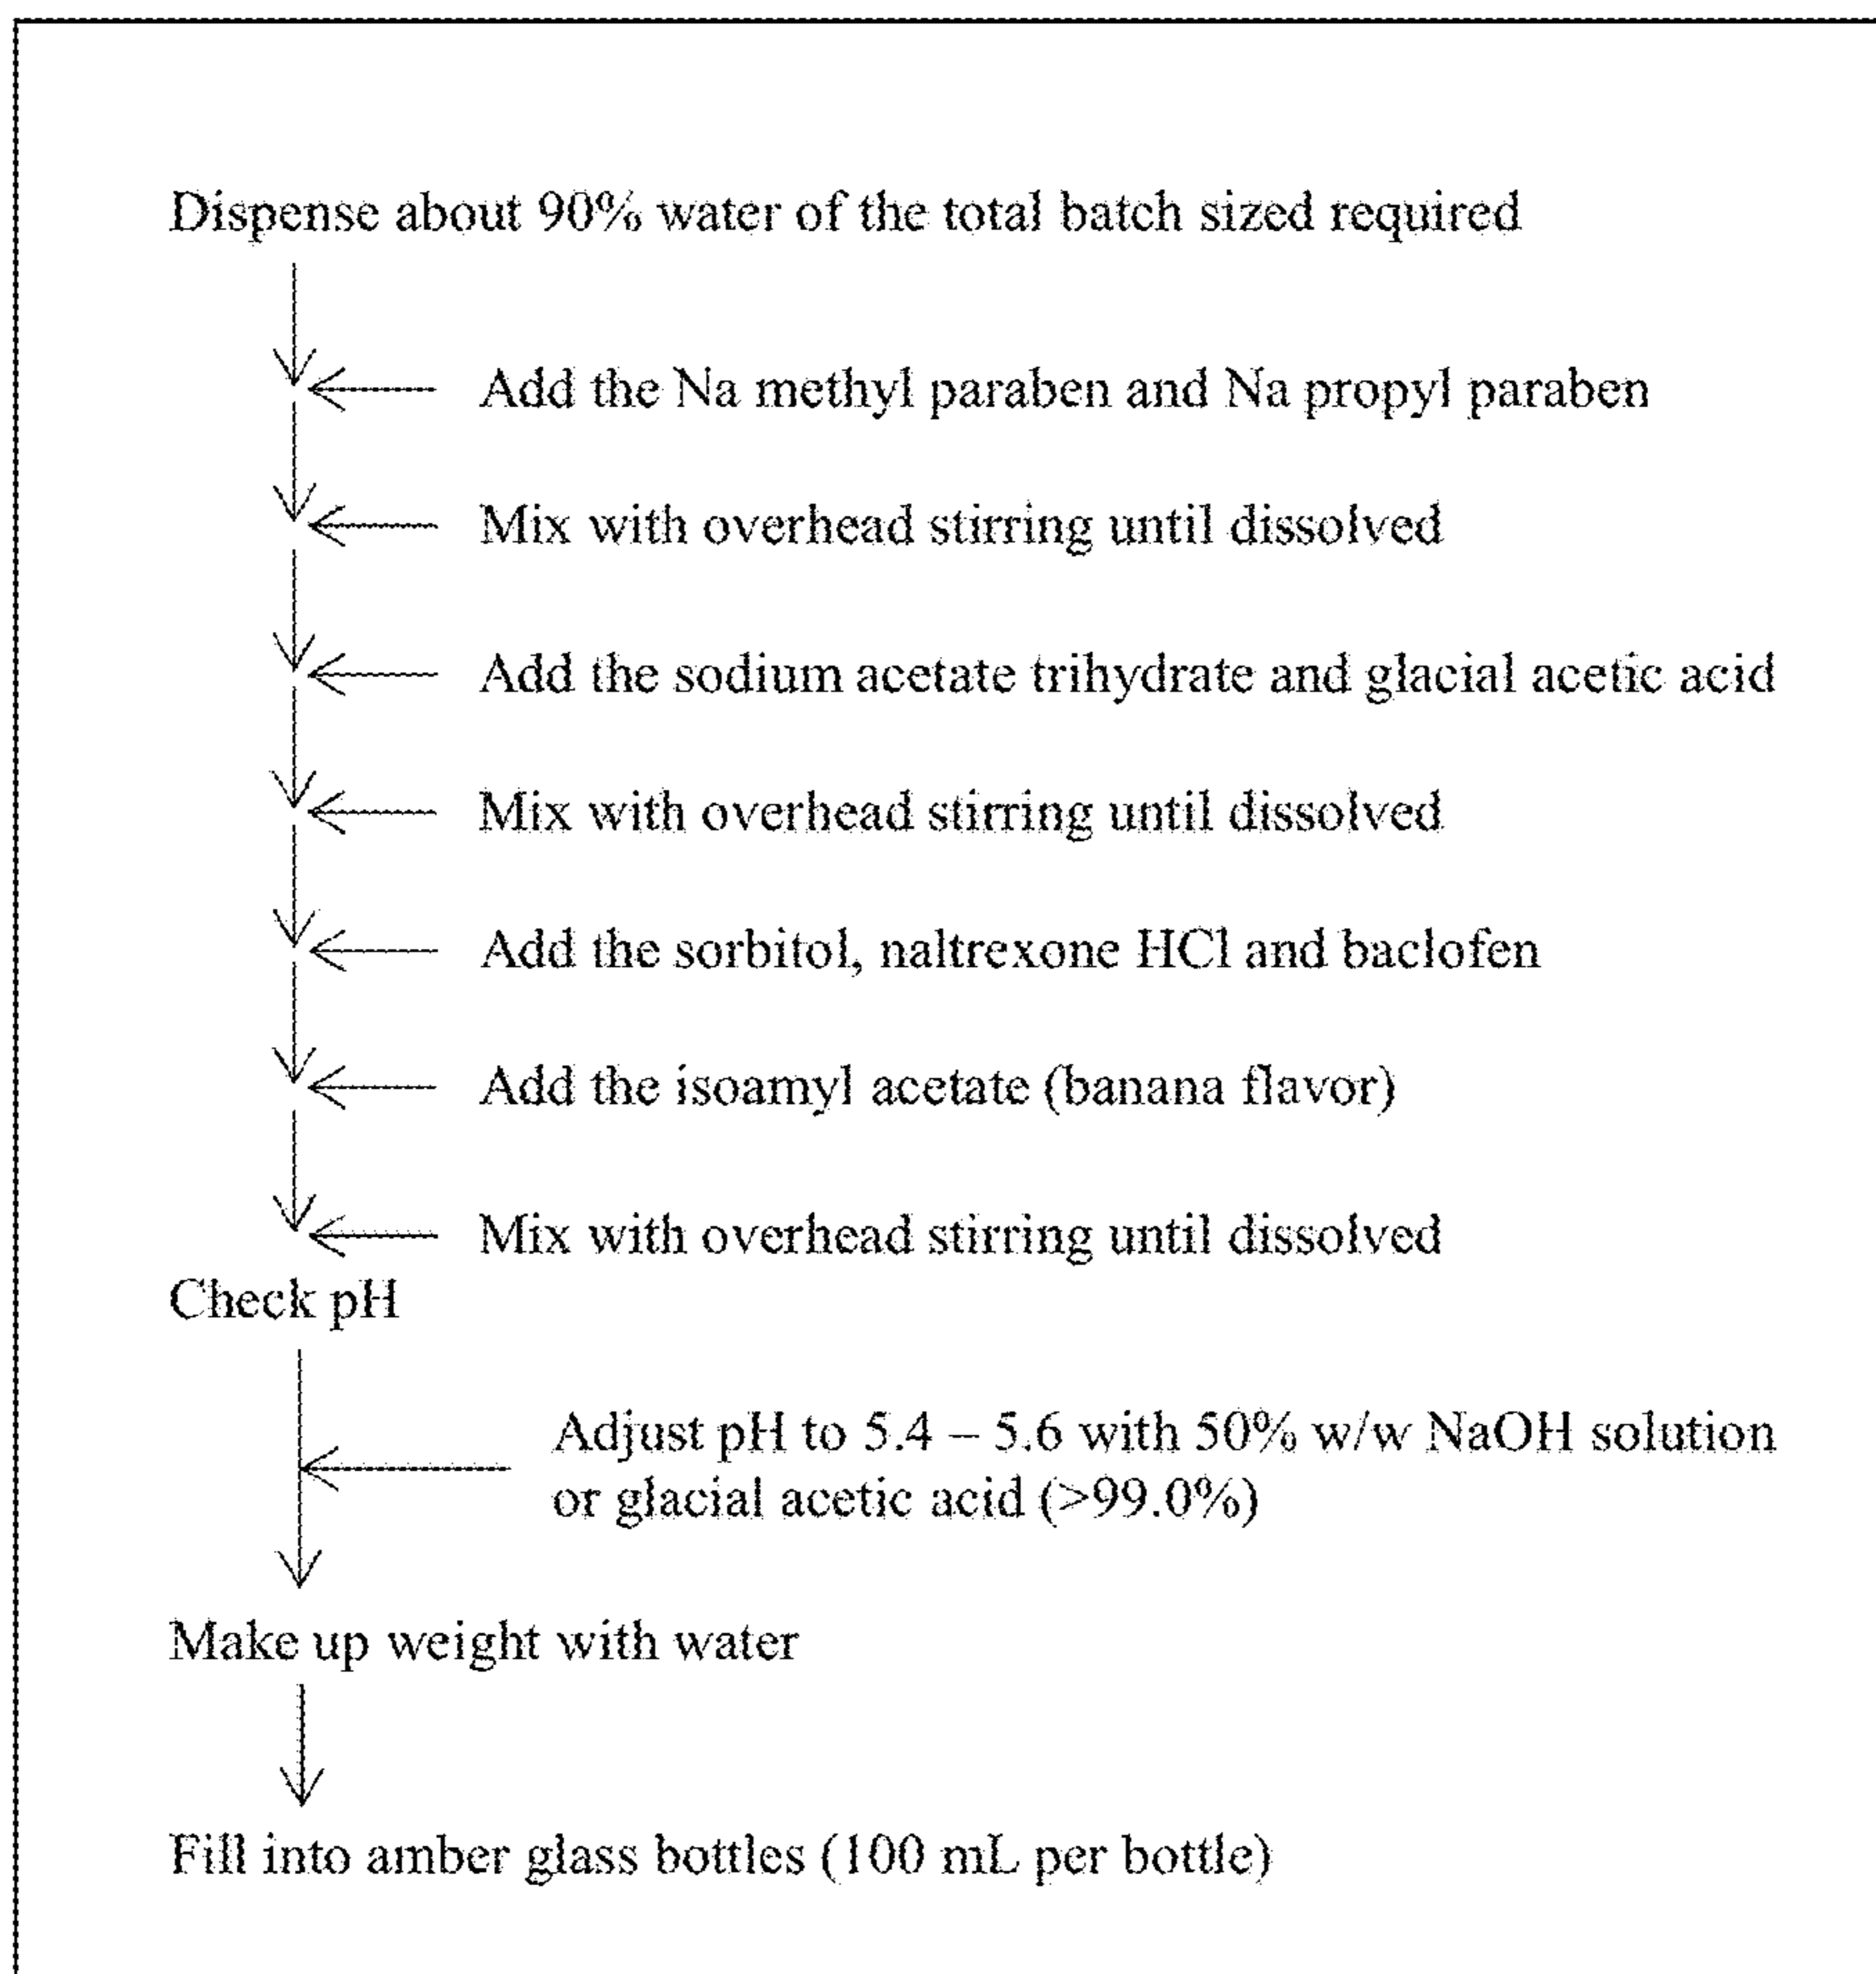 Dispense about 90% water of the total batch sized required
Add the Na methyl paraben and Na propyl paraben
Mix with overhead stirring until dissolved
Add the sodium acetate trihydrate and glacial acetic acid
Mix with overhead stirring until dissolved
Add the sorbitol, naltrexone HCl and baclofen
Add the isoamyl acetate (banana flavor)
Mix with overhead stirring until dissolved
Check pH
Adjust pH to 5.4 – 5.6 with 50% w/w NaOH solution
or glacial acetic acid (>99.0%)
Make up weight with water
Fill into amber glass bottles (100 mL per bottle)